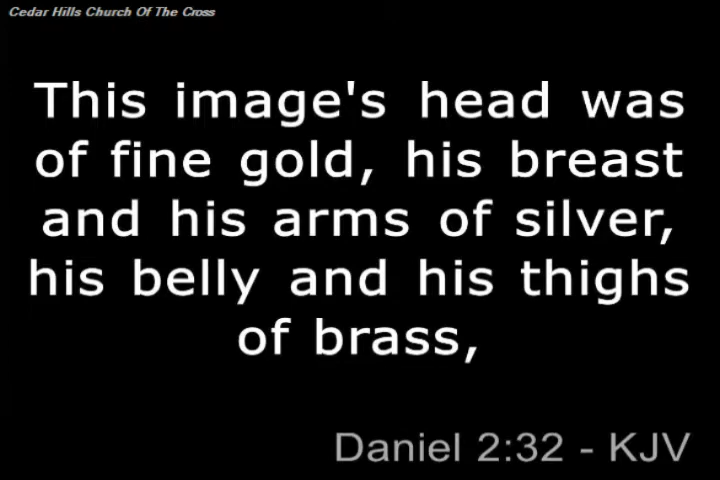 Cedar Hills Church Of The Cross
This image's head was
of fine gold, his breast
and his arms of silver,
his belly and his thighs
of brass,
Daniel 2:32 - KJV